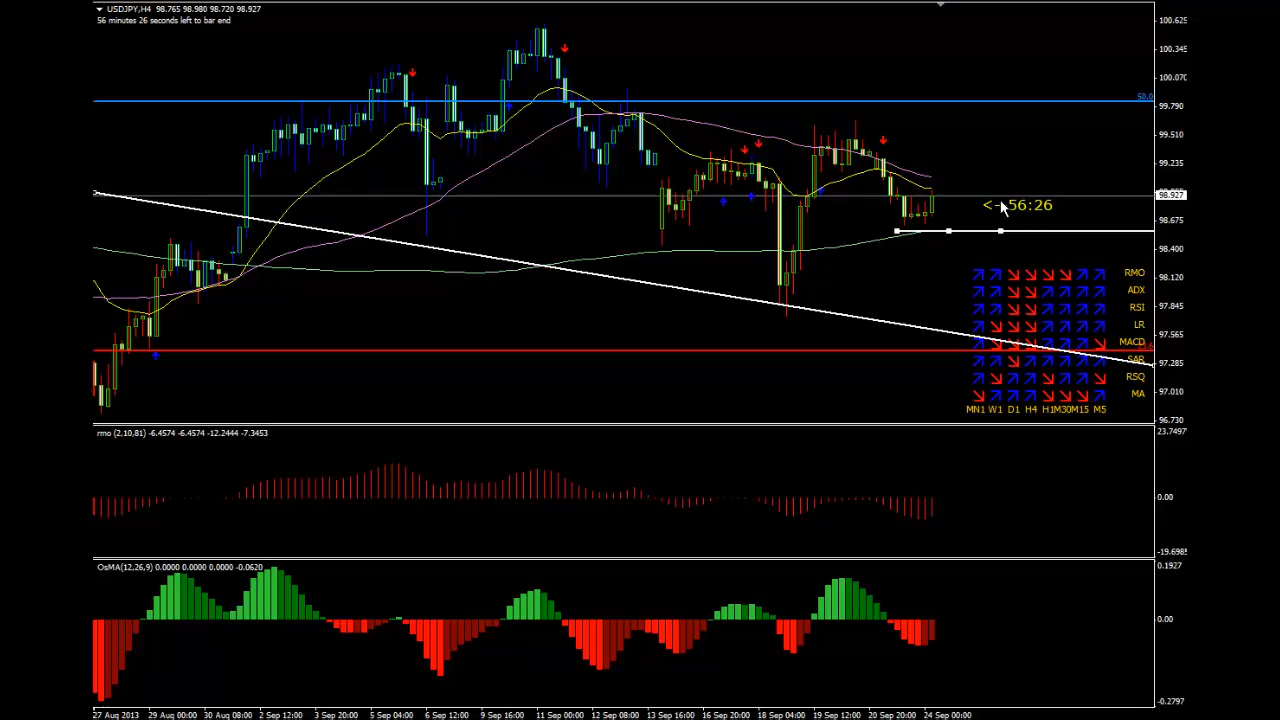 USDJPY,H4 98.765 98.980 98.720 98.927
56 minutes 26 seconds left to bar end
100.625
100.345
100.070
50.0
99.790
99.510
99.235
98.927
<--56:26
98.675
98.400
RMO
98.120
ADX
RSI
97.845
LR
97.565
MACD
SAR
97.285
RSQ
97.010
MA
MN1 W1 D1 H4 H1 M30 M15 M5
96.730
rmo (2,10,81) -6.4574 -6.4574 -12.2444 -7.3453
23.7497
0.00
-19.6985
OsMA(12,26,9) 0.0000 0.0000 0.0000 -0.0620
0.1927
0.00
-0.2797
27 Aug 2013 29 Aug 00:00 30 Aug 08:00 2 Sep 12:00 3 Sep 20:00 5 Sep 04:00 6 Sep 12:00 9 Sep 16:00 11 Sep 00:00 12 Sep 08:00 13 Sep 16:00 16 Sep 20:00 18 Sep 04:00 19 Sep 12:00 20 Sep 20:00 24 Sep 00:00